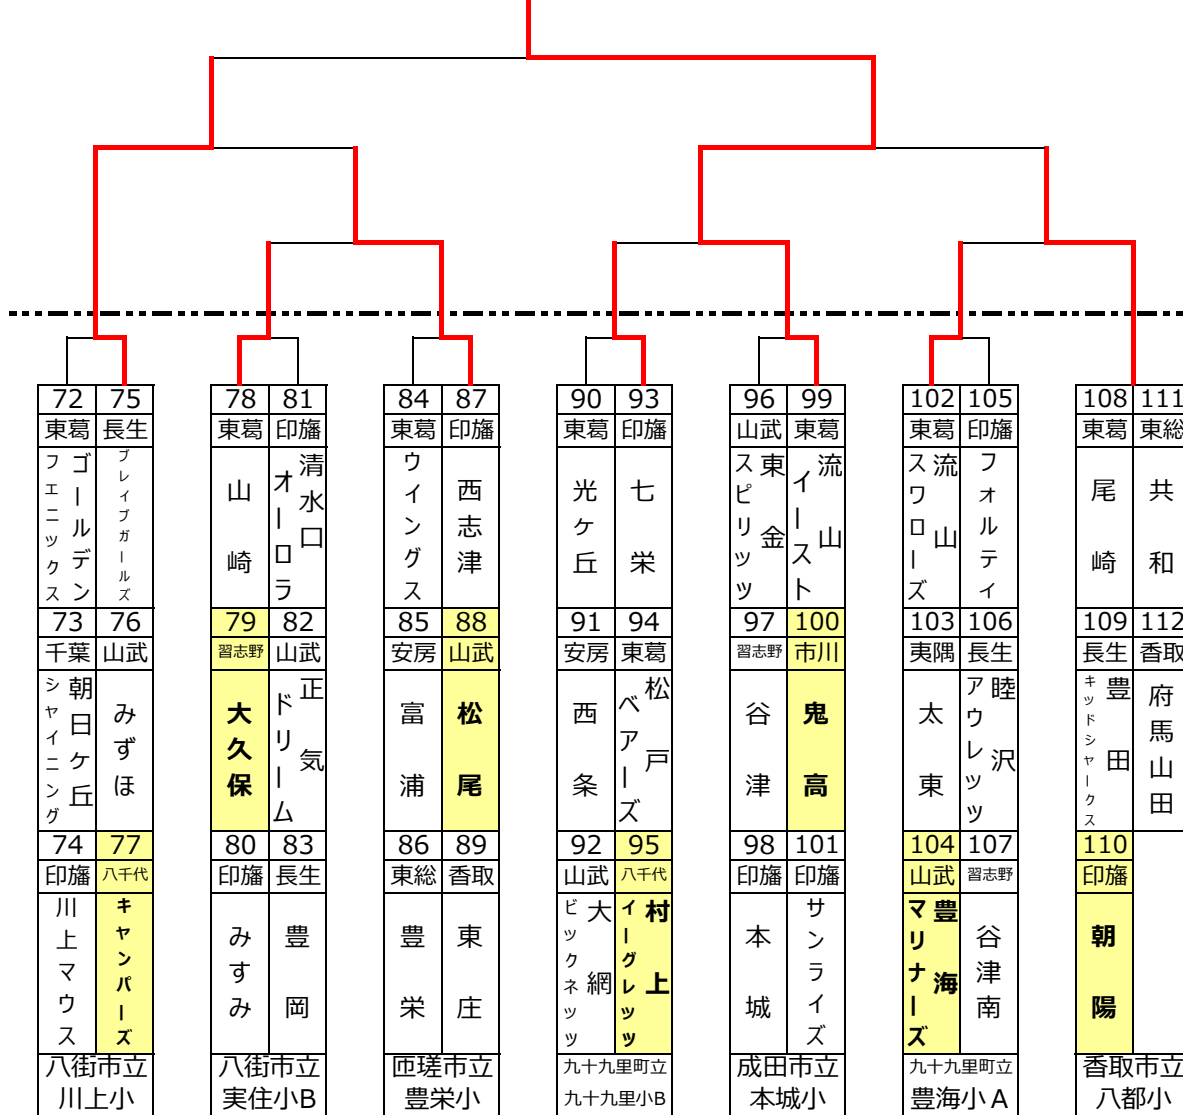 72 75 78 81 84 87 90 93 96 99 102 105 108 111
東葛 長生 東葛 印旛 東葛 印旛 東葛 印旛 山武 東葛 東葛 印旛 東葛 東総
ゴールデン
フエニックス
ブレイブガールズ
山崎
清水口
オーロラ
ウイングス
西志津
光ケ丘
七栄
東金
スピリッツ
流山
イースト
流山
スワローズ
フォルティ
尾崎
共和
73 76 79 82 85 88 91 94 97 100 103 106 109 112
千葉 山武 習志野 山武 安房 山武 安房 東葛 習志野 市川 夷隅 長生 長生 香取
朝日ケ丘
シャイニング
みずほ
大久保
正気
ドリーム
富浦
松尾
西条
松戸
ベアーズ
谷津
鬼高
太東
睦沢
アウレッツ
豊田
キッドシャークス
府馬山田
74 77 80 83 86 89 92 95 98 101 104 107 110
印旛 八千代 印旛 長生 東総 香取 山武 八千代 印旛 印旛 山武 習志野 印旛
川上マウス
キャンパーズ
みすみ
豊岡
豊栄
東庄
大網
ビックネッツ
村上
イーグレッツ
本城
サンライズ
豊海
マリナーズ
谷津南
朝陽
八街市立 八街市立 匝瑳市立 九十九里町立 成田市立 九十九里町立 香取市立
川上小 実住小B 豊栄小 九十九里小B 本城小 豊海小A 八都小